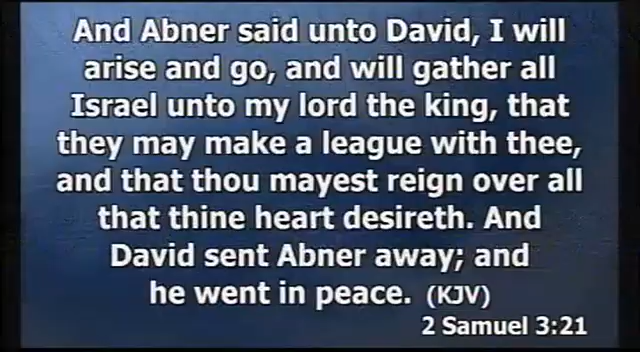 And Abner said unto David, I will
arise and go, and will gather all
Israel unto my lord the king, that
they may make a league with thee,
and that thou mayest reign over all
that thine heart desireth. And
David sent Abner away; and
he went in peace. (KJV)
2 Samuel 3:21